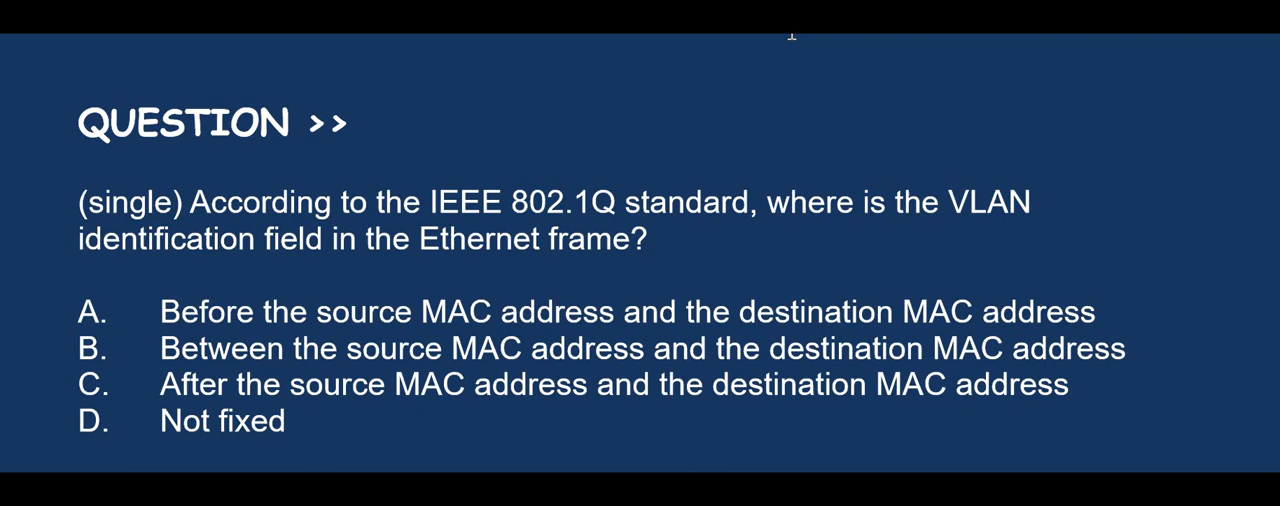 QUESTION >>
(single) According to the IEEE 802.1Q standard, where is the VLAN
identification field in the Ethernet frame?
A. Before the source MAC address and the destination MAC address
B. Between the source MAC address and the destination MAC address
C. After the source MAC address and the destination MAC address
D. Not fixed